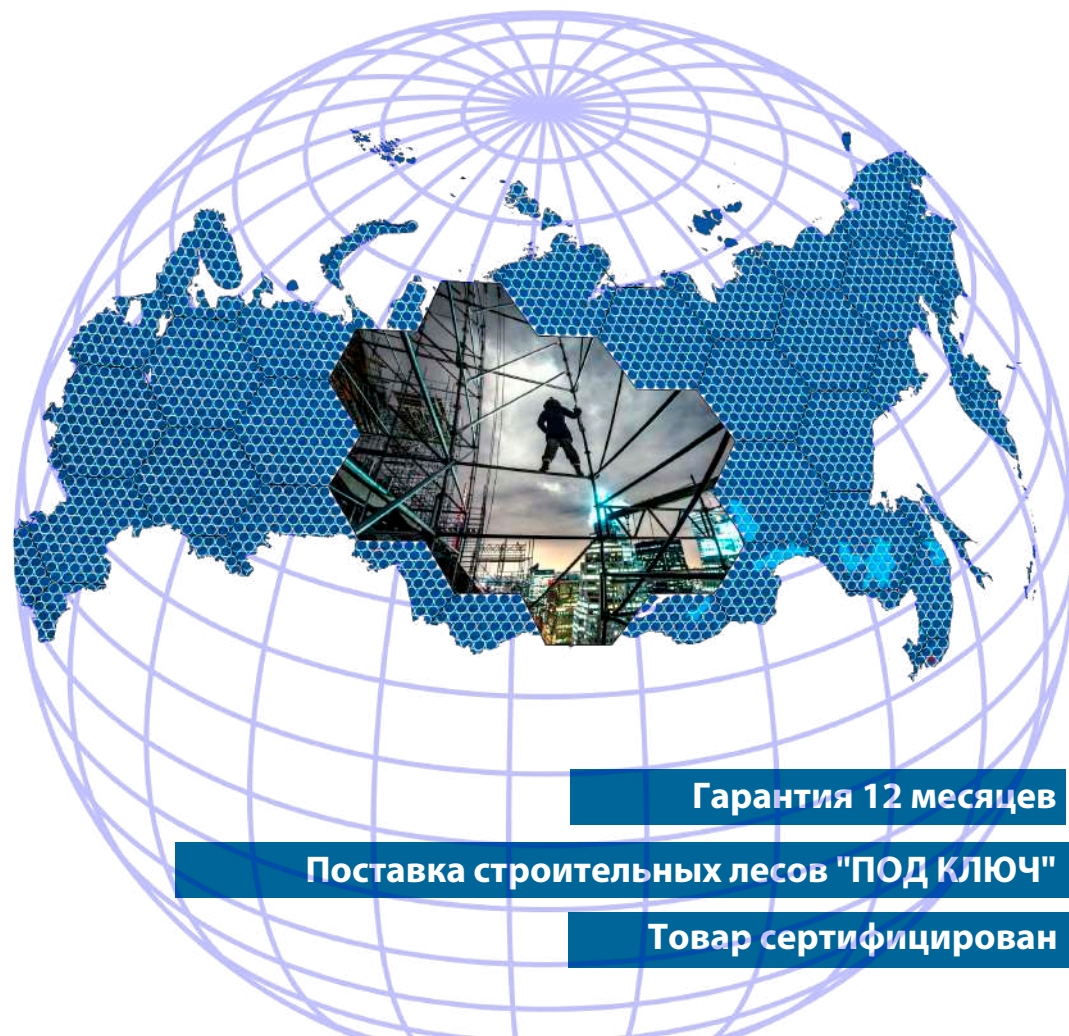 Гарантия 12 месяцев
Поставка строительных лесов "ПОД КЛЮЧ"
Товар сертифицирован